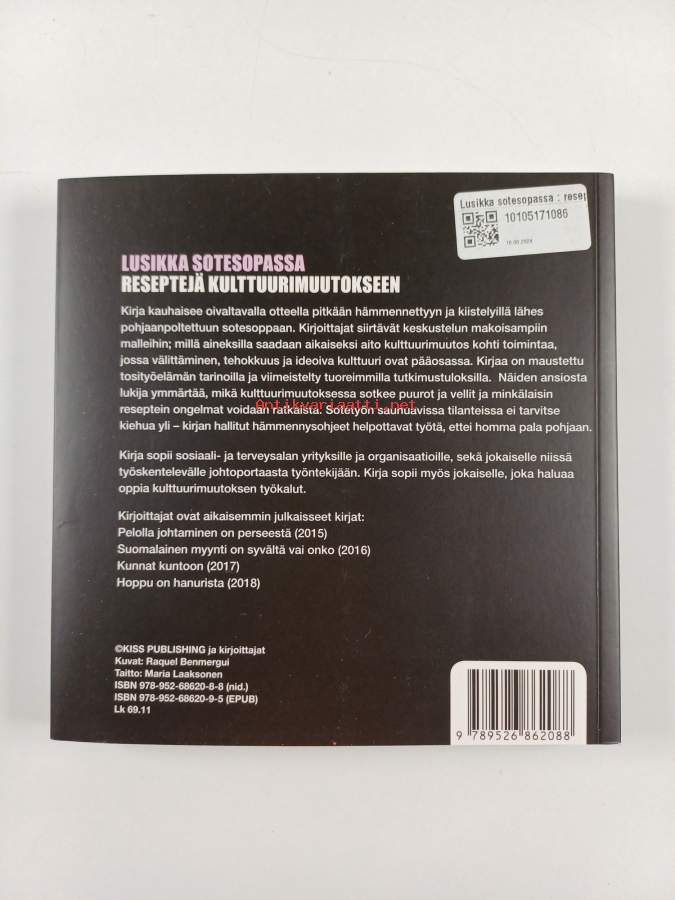 Lusikka sotesopassa : resep
10105171086
LUSIKKA SOTESOPASSA
RESEPTEJÄ KULTTUURIMUUTOKSEEN
Kirja kauhaisee oivaltavalla otteella pitkään hämmennettyyn ja kiistelyillä lähes
pohjaanpoltettuun sotesoppaan. Kirjoittajat siirtävät keskustelun makoisampiin
malleihin; millä aineksilla saadaan aikaiseksi aito kulttuurimuutos kohti toimintaa,
jossa välittäminen, tehokkuus ja ideoiva kulttuuri ovat pääosassa. Kirjaa on maustettu
tosityöelämän tarinoilla ja viimeistelty tuoreimmilla tutkimustuloksilla. Näiden ansiosta
lukija ymmärtää, mikä kulttuurimuutoksessa sotkee puurot ja vellit ja minkälaisin
reseptein ongelmat voidaan ratkaista. Sotetyön sauhuavissa tilanteissa ei tarvitse
Antikvariaatti.net
kiehua yli – kirjan hallitut hämmennysohjeet helpottavat työtä, ettei homma pala pohjaan.
Kirja sopii sosiaali- ja terveysalan yrityksille ja organisaatioille, sekä jokaiselle niissä
työskentelevälle johtoportaasta työntekijään. Kirja sopii myös jokaiselle, joka haluaa
oppia kulttuurimuutoksen työkalut.
Kirjoittajat ovat aikaisemmin julkaisseet kirjat:
Pelolla johtaminen on perseestä (2015)
Suomalainen myynti on syvältä vai onko (2016)
Kunnat kuntoon (2017)
Hoppu on hanurista (2018)
©KISS PUBLISHING ja kirjoittajat
Kuvat: Raquel Benmergui
Taitto: Maria Laaksonen
ISBN 978-952-68620-8-8 (nid.)
ISBN 978-952-68620-9-5 (EPUB)
Lk 69.11
9 789526 862088